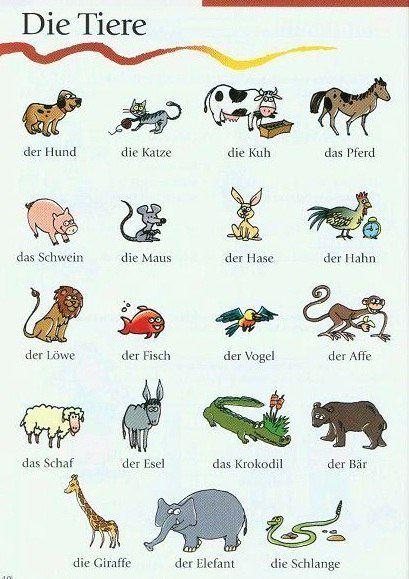 Die Tiere
der Hund die Katze die Kuh das Pferd
das Schwein die Maus der Hase der Hahn
der Löwe der Fisch der Vogel der Affe
das Schaf der Esel das Krokodil der Bär
die Giraffe der Elefant die Schlange